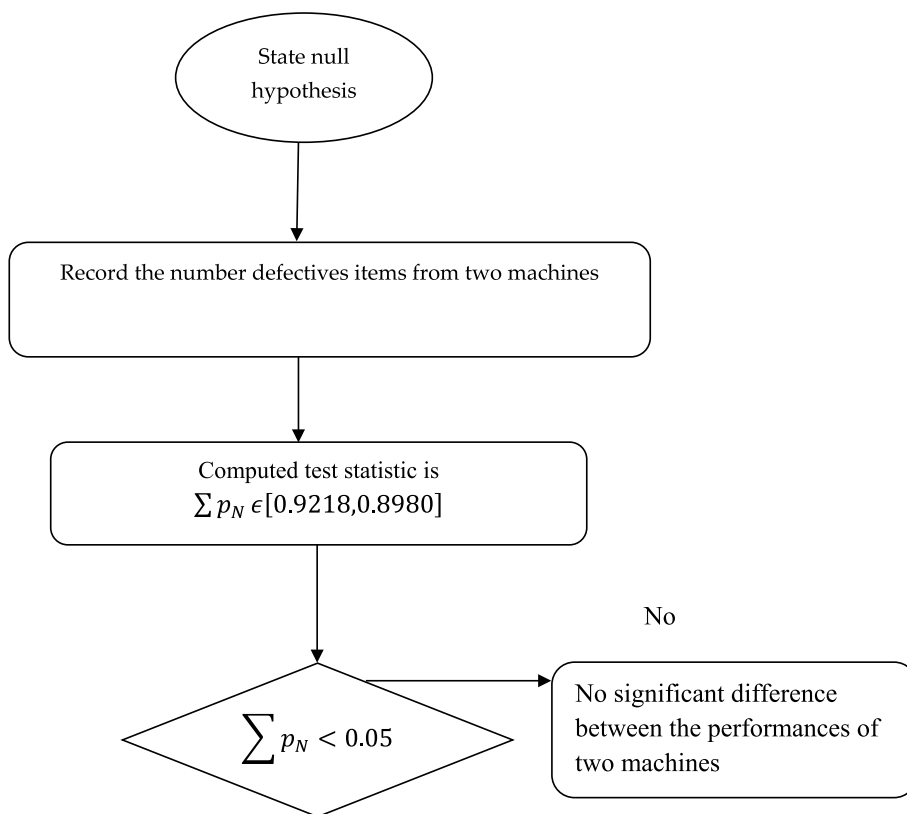 State null
hypothesis
Record the number defectives items from two machines
Computed test statistic is
∑ p_N ϵ[0.9218,0.8980]
No
∑ p_N < 0.05
No significant difference
between the performances of
two machines